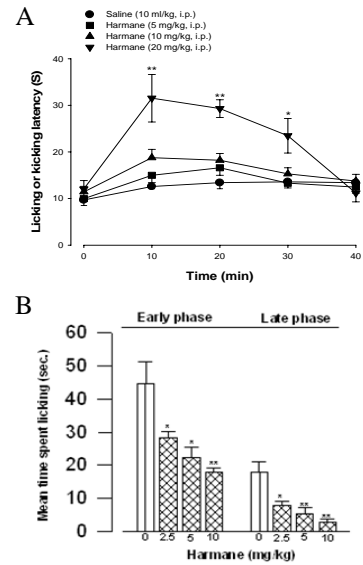 A
Saline (10 ml/kg, i.p.)
Harmane (5 mg/kg, i.p.)
Harmane (10 mg/kg, i.p.)
Harmane (20 mg/kg, i.p.)
Licking or kicking latency (S)
40
30
20
10
0
** ** *
0 10 20 30 40
Time (min)
B
Early phase Late phase
Mean time spent licking (sec.)
60
50
40
30
20
10
0
* * ** * ** **
0 2.5 5 10 0 2.5 5 10
Harmane (mg/kg)